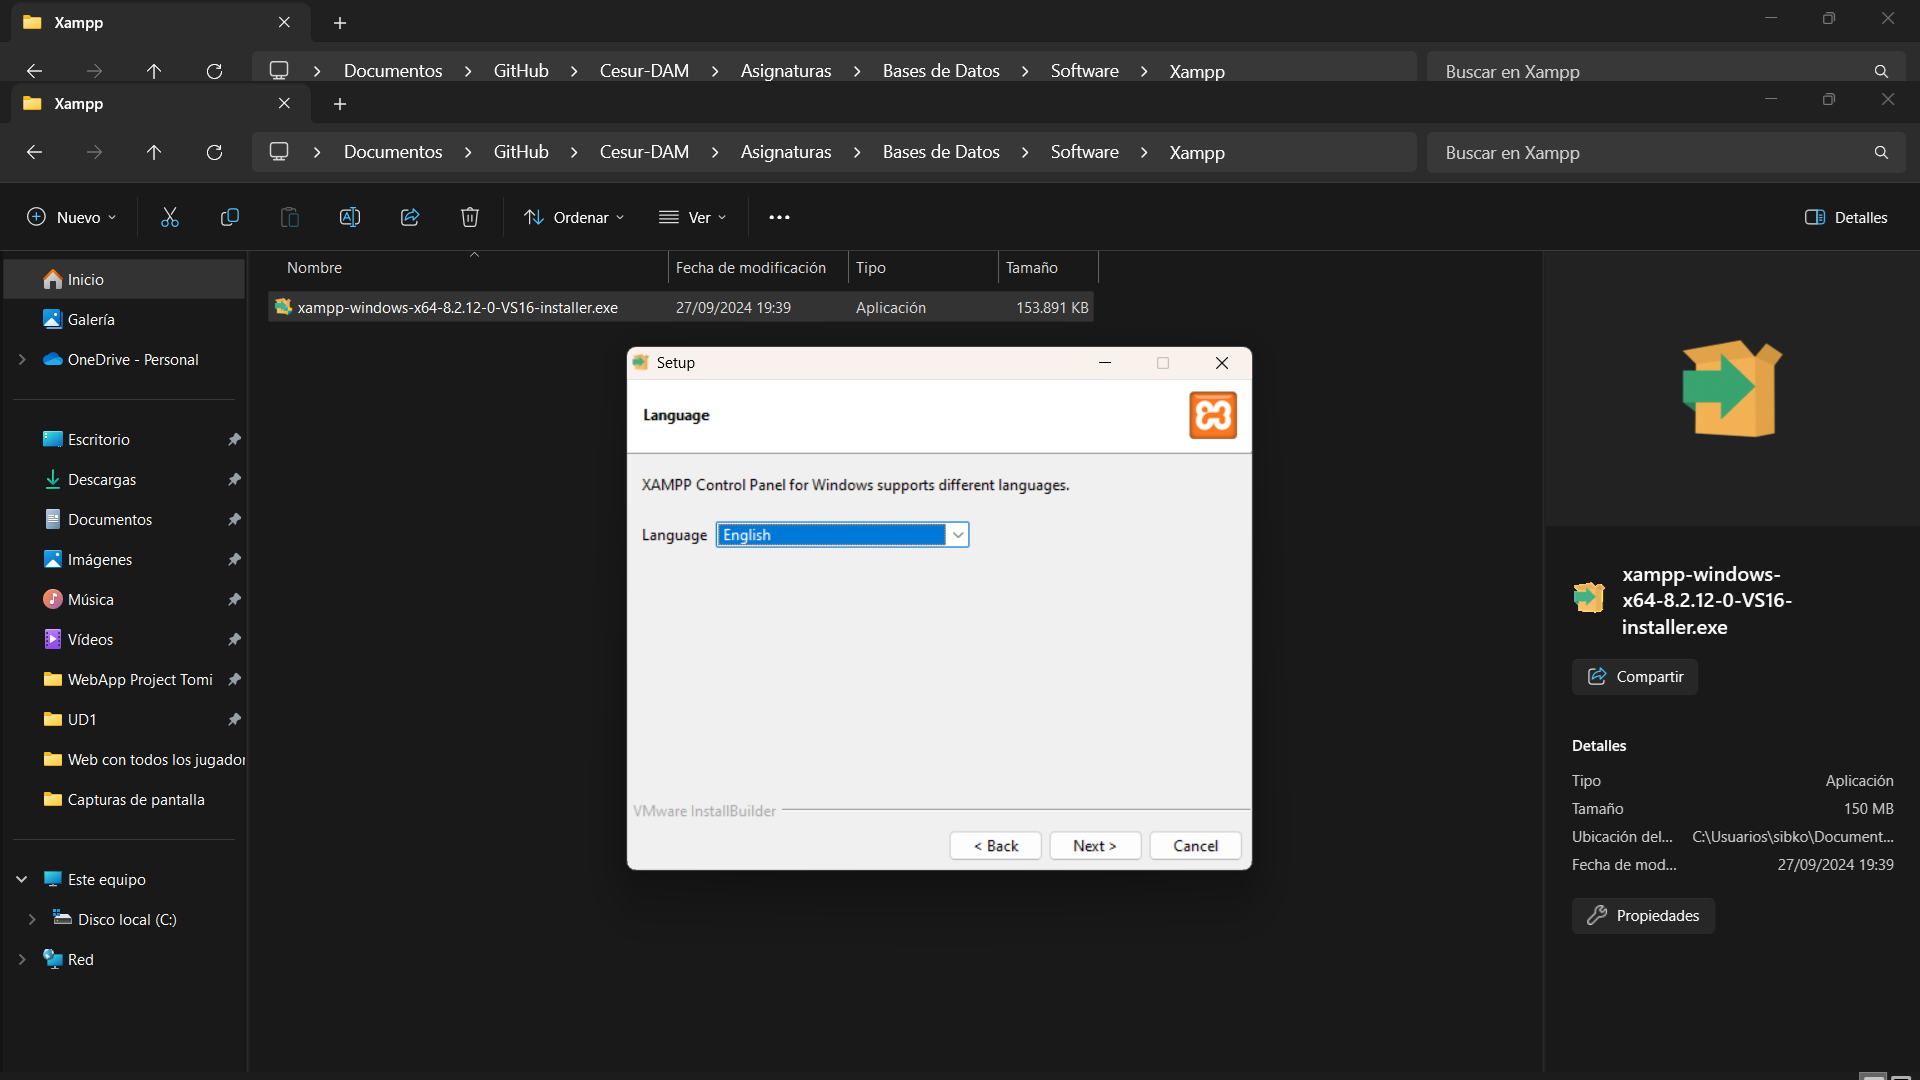 Xampp
Documentos > GitHub > Cesur-DAM > Asignaturas > Bases de Datos > Software > Xampp
Buscar en Xampp
Xampp
Documentos > GitHub > Cesur-DAM > Asignaturas > Bases de Datos > Software > Xampp
Buscar en Xampp
Nuevo
Ordenar
Ver
Detalles
Nombre
Fecha de modificación
Tipo
Tamaño
xampp-windows-x64-8.2.12-0-VS16-installer.exe
27/09/2024 19:39
Aplicación
153.891 KB
Inicio
Galería
OneDrive - Personal
Escritorio
Descargas
Documentos
Imágenes
Música
Vídeos
WebApp Project Tomi
UD1
Web con todos los jugador
Capturas de pantalla
Este equipo
Disco local (C:)
Red
Setup
Language
XAMPP Control Panel for Windows supports different languages.
Language English
VMware InstallBuilder
< Back
Next >
Cancel
xampp-windows-
x64-8.2.12-0-VS16-
installer.exe
Compartir
Detalles
Tipo Aplicación
Tamaño 150 MB
Ubicación del... C:\Usuarios\sibko\Document...
Fecha de mod... 27/09/2024 19:39
Propiedades